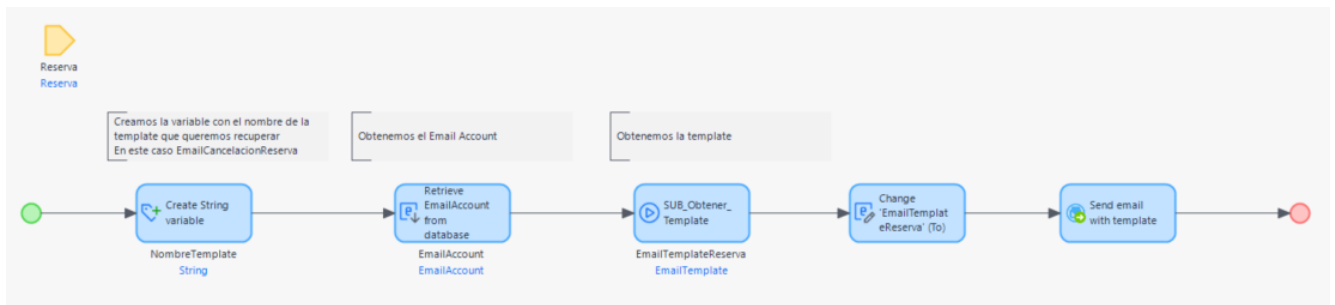 Reserva
Reserva
Creamos la variable con el nombre de la
template que queremos recuperar
En este caso EmailCancelacionReserva
Obtenemos el Email Account
Obtenemos la template
Create String
variable
NombreTemplate
String
Retrieve
EmailAccount
from
database
EmailAccount
EmailAccount
SUB_Obtener_
Template
EmailTemplateReserva
EmailTemplate
Change
'EmailTemplat
eReserva' (To)
Send email
with template